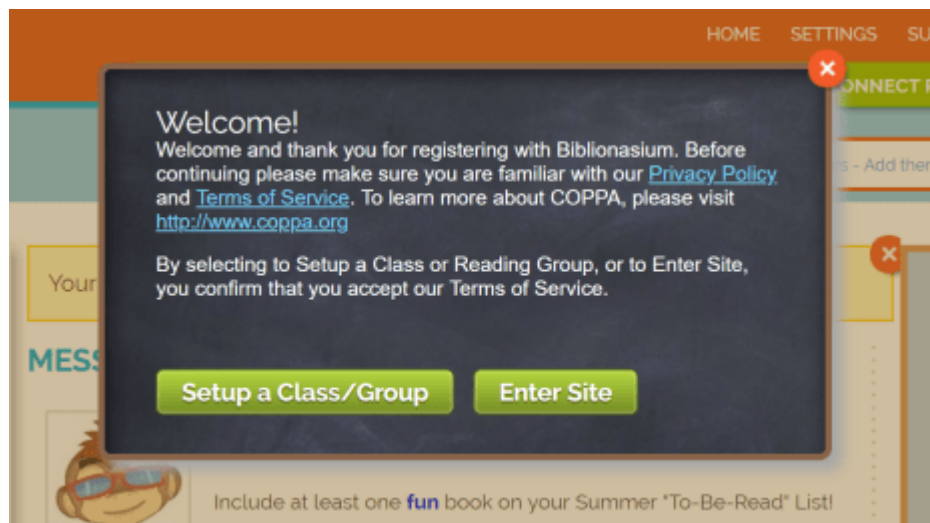 HOME SETTINGS
ONNECT
Welcome!
Welcome and thank you for registering with Biblionasium. Before
continuing please make sure you are familiar with our Privacy Policy
and Terms of Service. To learn more about COPPA, please visit
http://www.coppa.org
- Add
By selecting to Setup a Class or Reading Group, or to Enter Site,
you confirm that you accept our Terms of Service.
Your
MESS
Setup a Class/Group Enter Site
Include at least one fun book on your Summer "To-Be-Read" List!